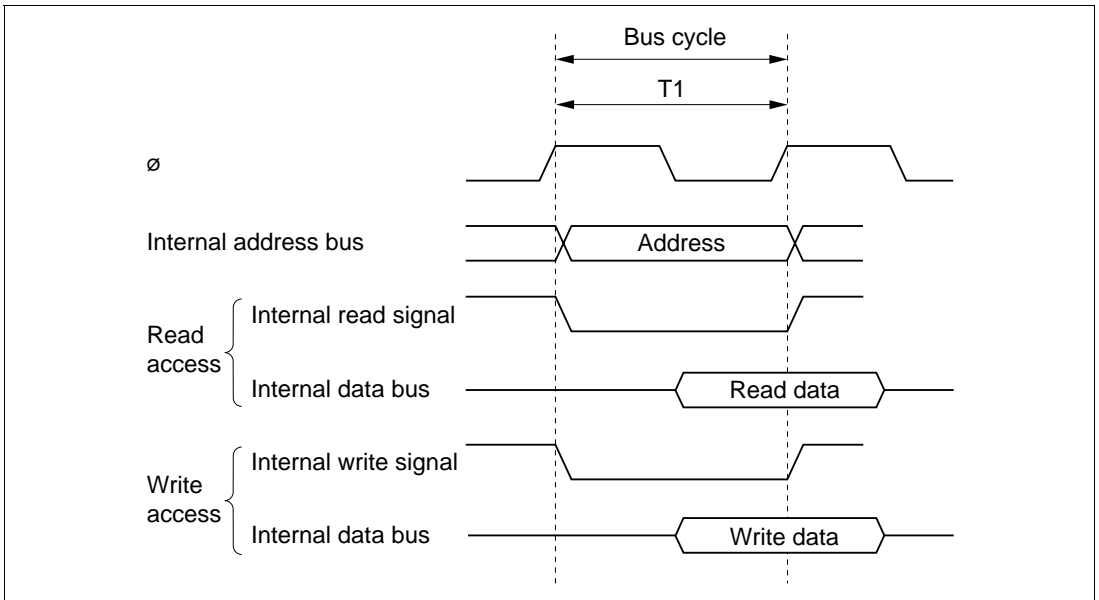 Bus cycle
T1
ø
Internal address bus
Address
Read
access
Internal read signal
Internal data bus
Read data
Write
access
Internal write signal
Internal data bus
Write data